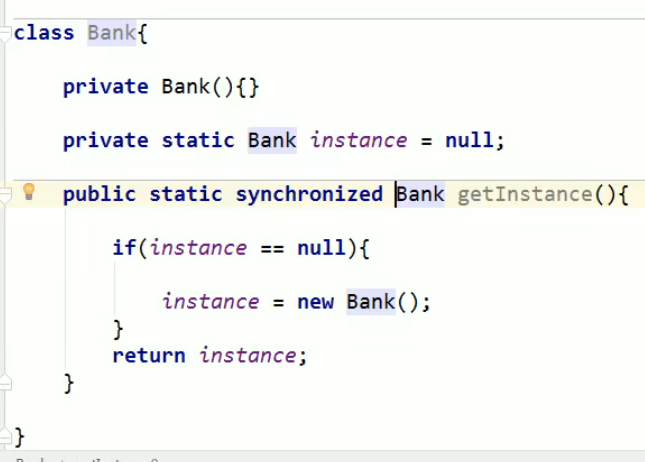 class Bank{
private Bank(){}
private static Bank instance = null;
public static synchronized Bank getInstance(){
if(instance == null){
instance = new Bank();
}
return instance;
}
}